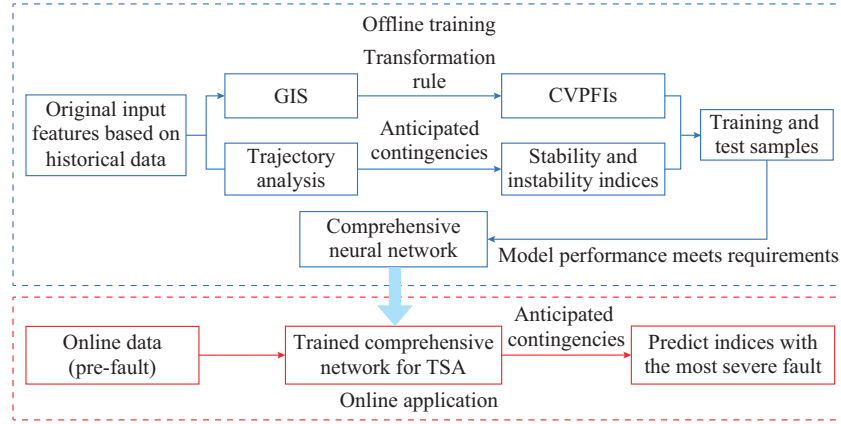 Offline training
Transformation
rule
GIS
CVPFIs
Original input
features based on
historical data
Training and
test samples
Anticipated
contingencies
Trajectory
analysis
Stability and
instability indices
Comprehensive
neural network
Model performance meets requirements
Anticipated
contingencies
Online data
(pre-fault)
Trained comprehensive
network for TSA
Predict indices with
the most severe fault
Online application